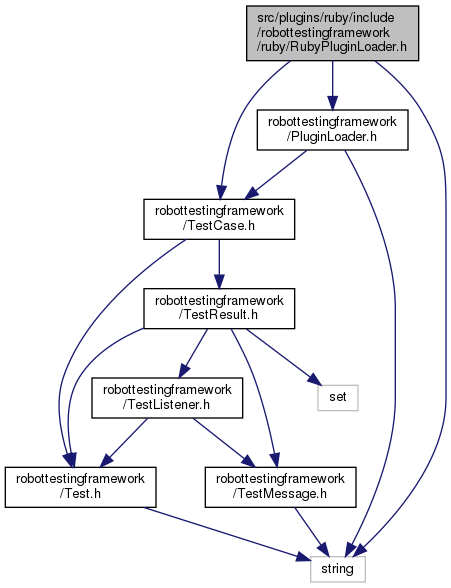 src/plugins/ruby/include
/robottestingframework
/ruby/RubyPluginLoader.h
robottestingframework
/PluginLoader.h
robottestingframework
/TestCase.h
robottestingframework
/TestResult.h
robottestingframework
/TestListener.h
set
robottestingframework
/Test.h
robottestingframework
/TestMessage.h
string